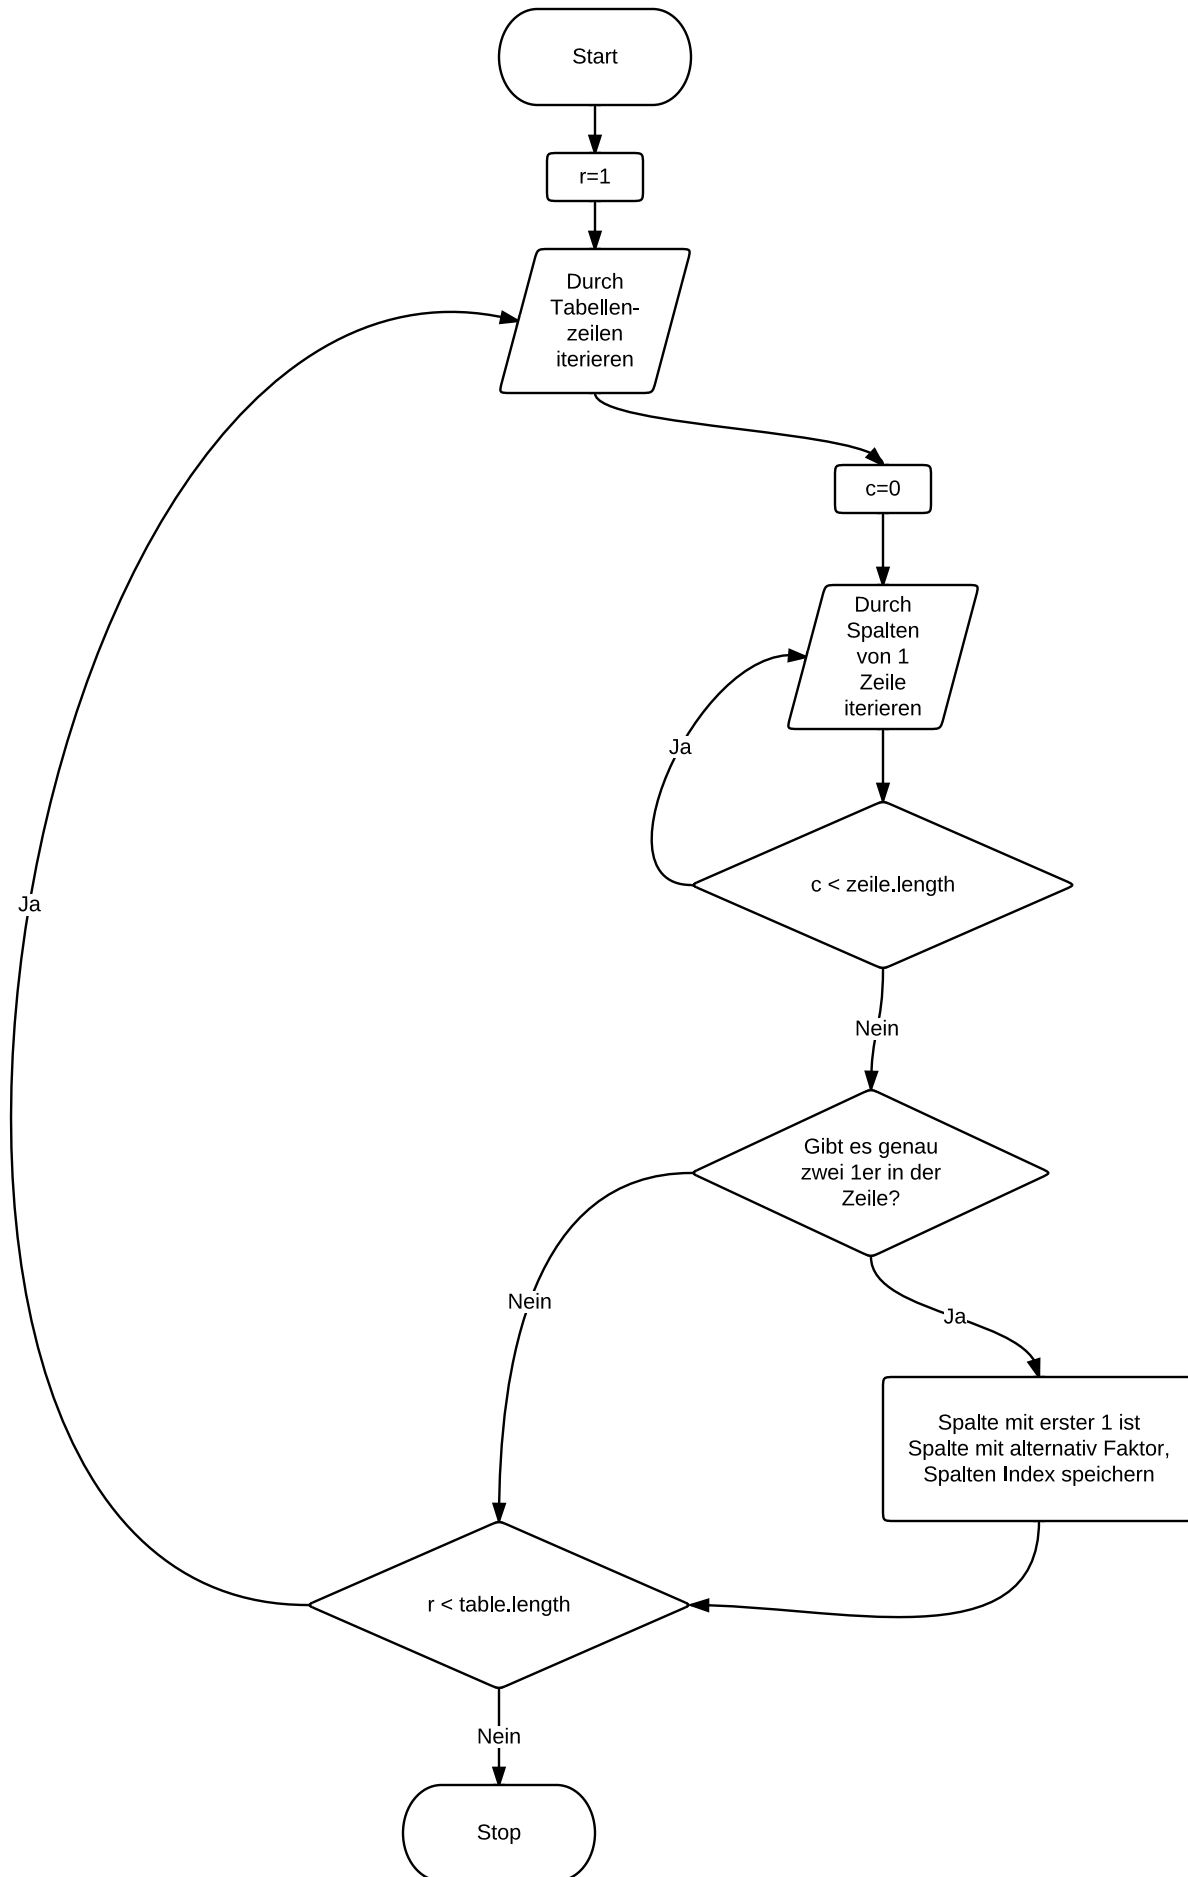 Start
r=1
Durch
Tabellen-
zeilen
iterieren
c=0
Durch
Spalten
von 1
Zeile
iterieren
Ja
c < zeile.length
Ja
Nein
Gibt es genau
zwei 1er in der
Zeile?
Nein
Ja
Spalte mit erster 1 ist
Spalte mit alternativ Faktor,
Spalten Index speichern
r < table.length
Nein
Stop